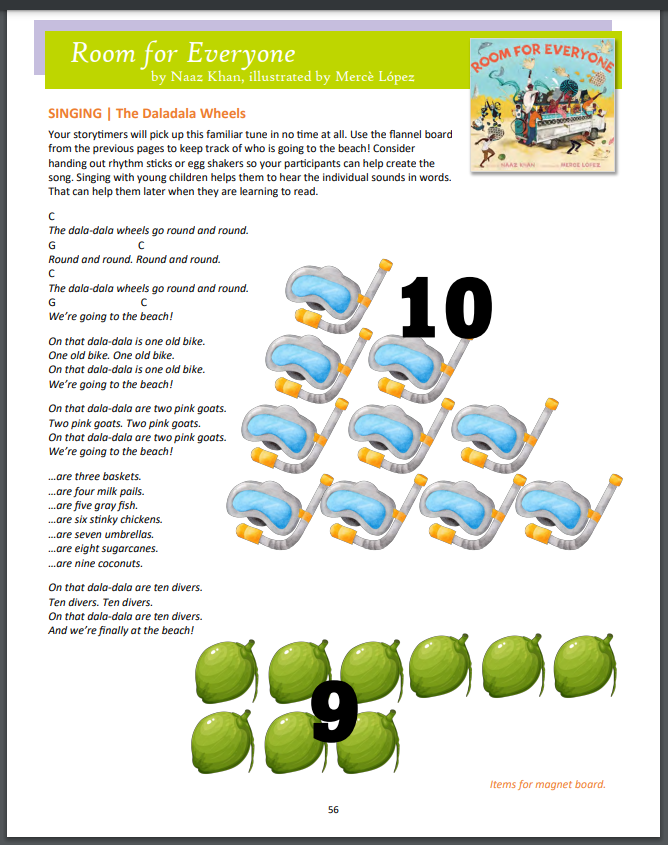 Room for Everyone
by Naaz Khan, illustrated by Mercè López
ROOM FOR EVERYONE
NAAZ KHAN
MERCÈ LÓPEZ
SINGING | The Daladala Wheels
Your storytimers will pick up this familiar tune in no time at all. Use the flannel board
from the previous pages to keep track of who is going to the beach! Consider
handing out rhythm sticks or egg shakers so your participants can help create the
song. Singing with young children helps them to hear the individual sounds in words.
That can help them later when they are learning to read.
C
The dala-dala wheels go round and round.
G C
Round and round. Round and round.
C
The dala-dala wheels go round and round.
G C
We’re going to the beach!
On that dala-dala is one old bike.
One old bike. One old bike.
On that dala-dala is one old bike.
We’re going to the beach!
On that dala-dala are two pink goats.
Two pink goats. Two pink goats.
On that dala-dala are two pink goats.
We’re going to the beach!
…are three baskets.
…are four milk pails.
…are five gray fish.
…are six stinky chickens.
…are seven umbrellas.
…are eight sugarcanes.
…are nine coconuts.
On that dala-dala are ten divers.
Ten divers. Ten divers.
On that dala-dala are ten divers.
And we’re finally at the beach!
10
9
Items for magnet board.
56